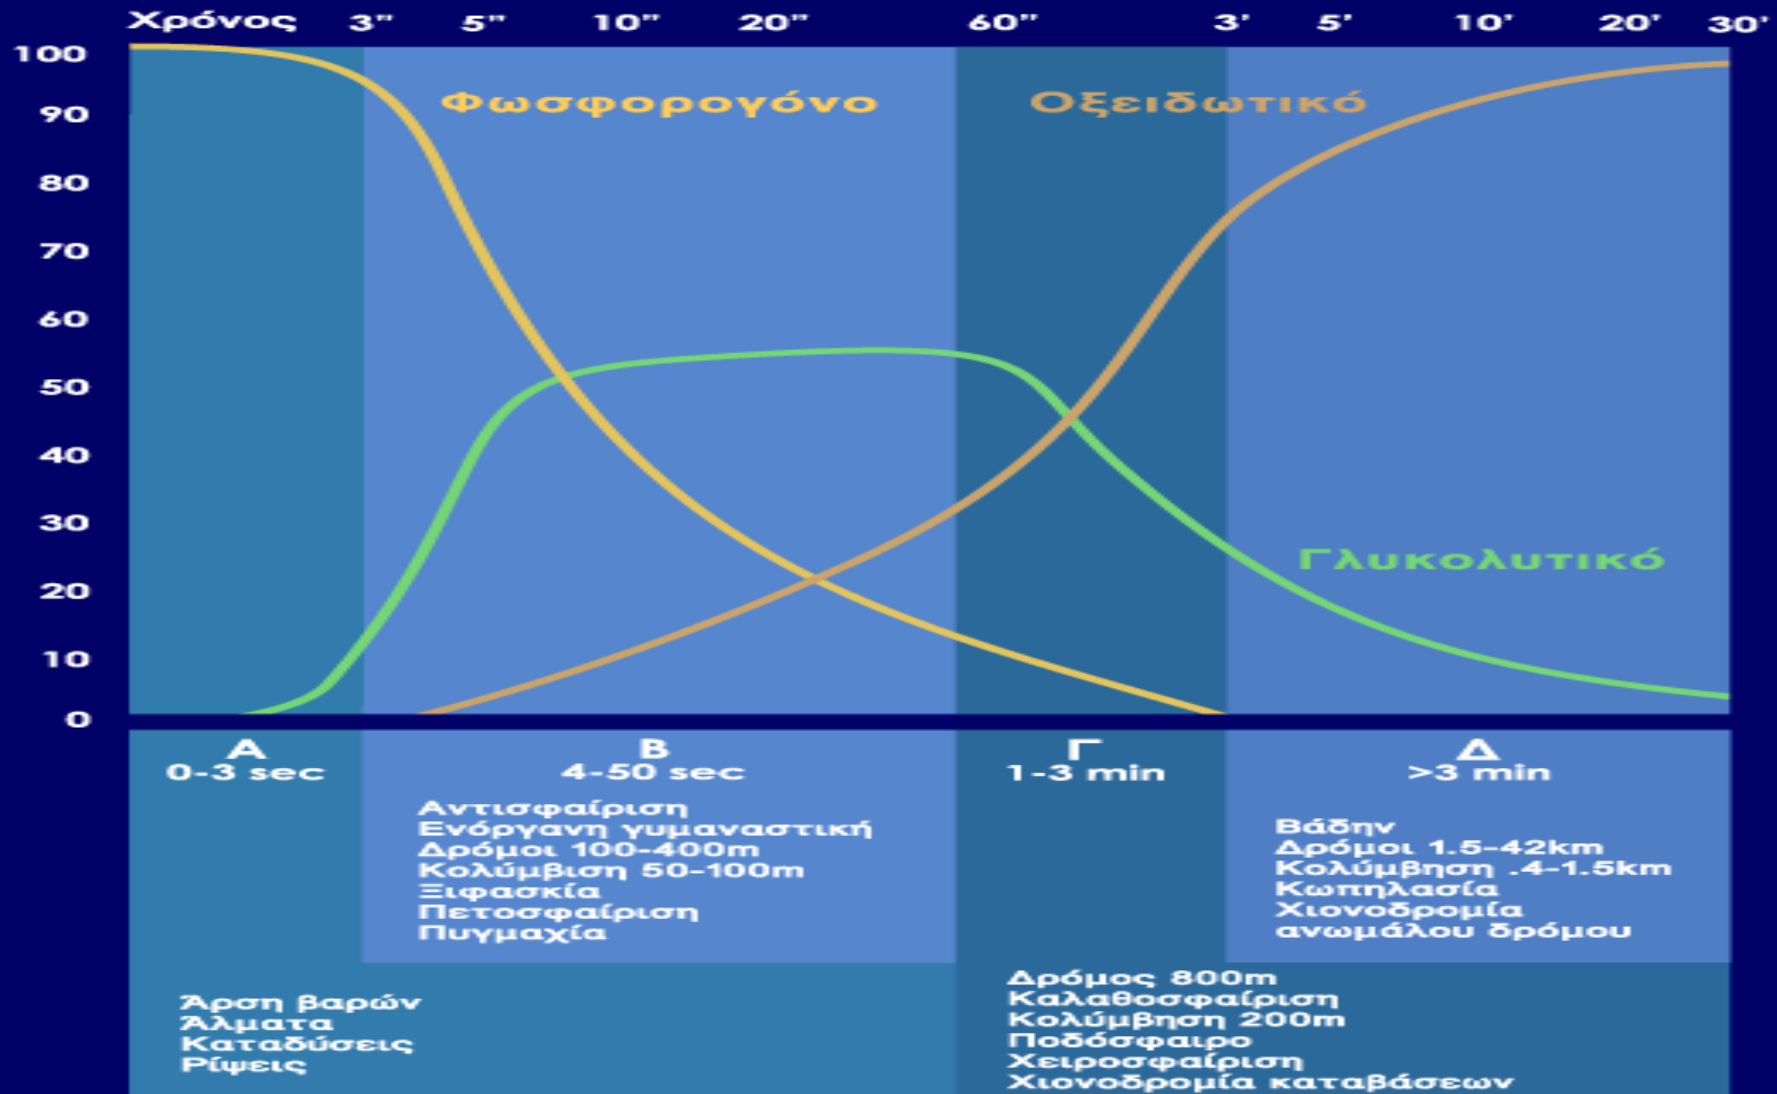 Χρόνος 3" 5" 10" 20" 60" 3' 5' 10' 20' 30'
100
90
80
70
60
50
40
30
20
10
0
Φωσφορογόνο
Οξειδωτικό
Γλυκολυτικό
Α
0-3 sec
Άρση βαρών
Άλματα
Καταδύσεις
Ρίψεις
Β
4-50 sec
Αντισφαίριση
Ενόργανη γυμαναστική
Δρόμοι 100-400m
Κολύμβιση 50-100m
Ξιφασκία
Πετοσφαίριση
Πυγμαχία
Γ
1-3 min
Δρόμος 800m
Καλαθοσφαίριση
Κολύμβηση 200m
Ποδόσφαιρο
Χειροσφαίριση
Χιονοδρομία καταβάσεων
Δ
>3 min
Βάδην
Δρόμοι 1.5-42km
Κολύμβηση .4-1.5km
Κωπηλασία
Χιονοδρομία
ανωμάλου δρόμου